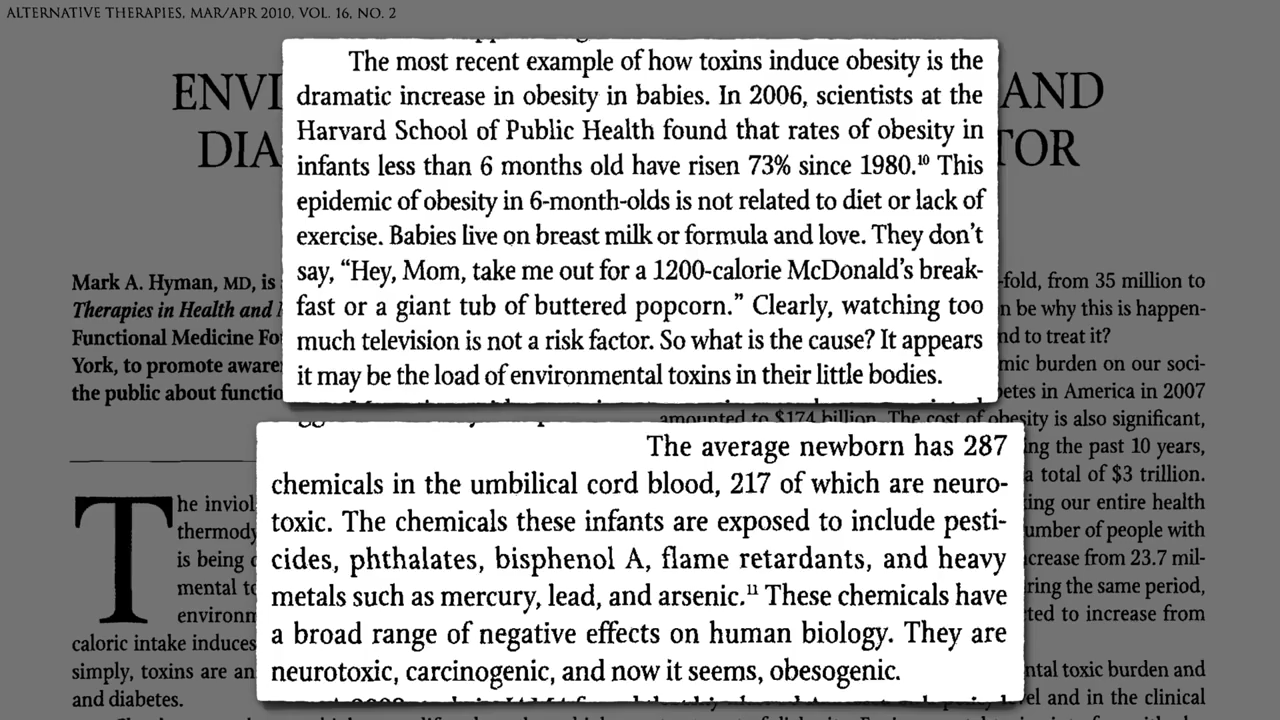 ALTERNATIVE THERAPIES, MAR/APR 2010, VOL. 16, NO. 2
ENVI AND
DIA TOR
The most recent example of how toxins induce obesity is the
dramatic increase in obesity in babies. In 2006, scientists at the
Harvard School of Public Health found that rates of obesity in
infants less than 6 months old have risen 73% since 1980.¹⁰ This
epidemic of obesity in 6-month-olds is not related to diet or lack of
exercise. Babies live on breast milk or formula and love. They don't
say, “Hey, Mom, take me out for a 1200-calorie McDonald's break-
fast or a giant tub of buttered popcorn.” Clearly, watching too
much television is not a risk factor. So what is the cause? It appears
it may be the load of environmental toxins in their little bodies.
The average newborn has 287
chemicals in the umbilical cord blood, 217 of which are neuro-
toxic. The chemicals these infants are exposed to include pesti-
cides, phthalates, bisphenol A, flame retardants, and heavy
metals such as mercury, lead, and arsenic.¹¹ These chemicals have
a broad range of negative effects on human biology. They are
neurotoxic, carcinogenic, and now it seems, obesogenic.
Mark A. Hyman, MD, is
Therapies in Health and
Functional Medicine Fo
York, to promote aware
the public about functio
The inviol
thermody
is being
mental to
environm
caloric intake induces
simply, toxins are an
and diabetes.
-fold, from 35 million to
n be why this is happen-
nd to treat it?
mic burden on our soci-
betes in America in 2007
amounted to $174 billion. The cost of obesity is also significant,
ng the past 10 years,
a total of $3 trillion.
ing our entire health
umber of people with
crease from 23.7 mil-
ring the same period,
ted to increase from
ntal toxic burden and
el and in the clinical